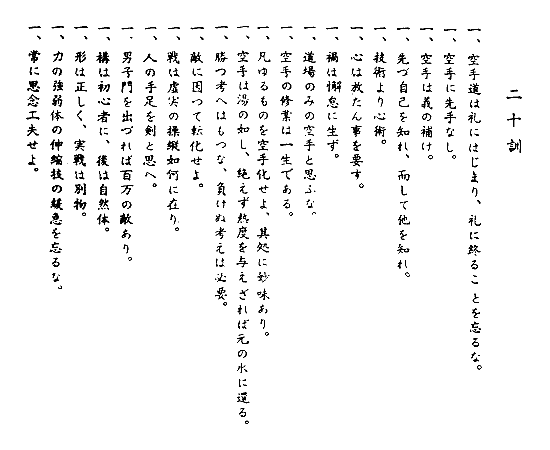 二十訓
一、空手道は礼にはじまり、礼に終ることを忘るな。
一、空手に先手なし。
一、空手は義の補け。
一、先づ自己を知れ、而して他を知れ。
一、技術より心術。
一、心は放たん事を要す。
一、禍は懈怠に生ず。
一、道場のみの空手と思ふな。
一、空手の修業は一生である。
一、凡ゆるものを空手化せよ、其処に妙味あり。
一、空手は湯の如し、絶えず熱度を与えざれば元の水に還る。
一、勝つ考へはもつな、負けぬ考えは必要。
一、敵に因つて転化せよ。
一、戦は虚実の操縦如何に在り。
一、人の手足を剣と思へ。
一、男子門を出づれば百万の敵あり。
一、構は初心者に、後は自然体。
一、形は正しく、実戦は別物。
一、力の強弱体の伸縮技の緩急を忘るな。
一、常に思念工夫せよ。